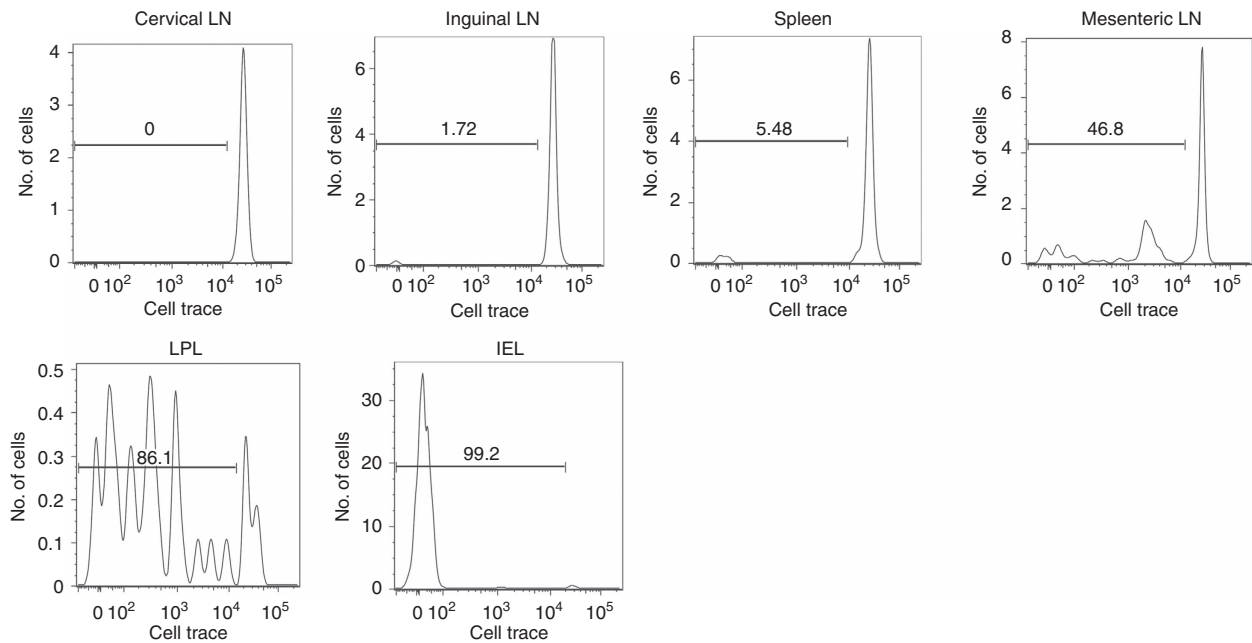 Cervical LN
4
3
2
1
0
0
No. of cells
0 10² 10³ 10⁴ 10⁵
Cell trace
Inguinal LN
6
4
2
0
1.72
No. of cells
0 10² 10³ 10⁴ 10⁵
Cell trace
Spleen
6
4
2
0
5.48
No. of cells
0 10² 10³ 10⁴ 10⁵
Cell trace
Mesenteric LN
8
6
4
2
0
46.8
No. of cells
0 10² 10³ 10⁴ 10⁵
Cell trace
LPL
0.5
0.4
0.3
0.2
0.1
0
86.1
No. of cells
0 10² 10³ 10⁴ 10⁵
Cell trace
IEL
30
20
10
0
99.2
No. of cells
0 10² 10³ 10⁴ 10⁵
Cell trace